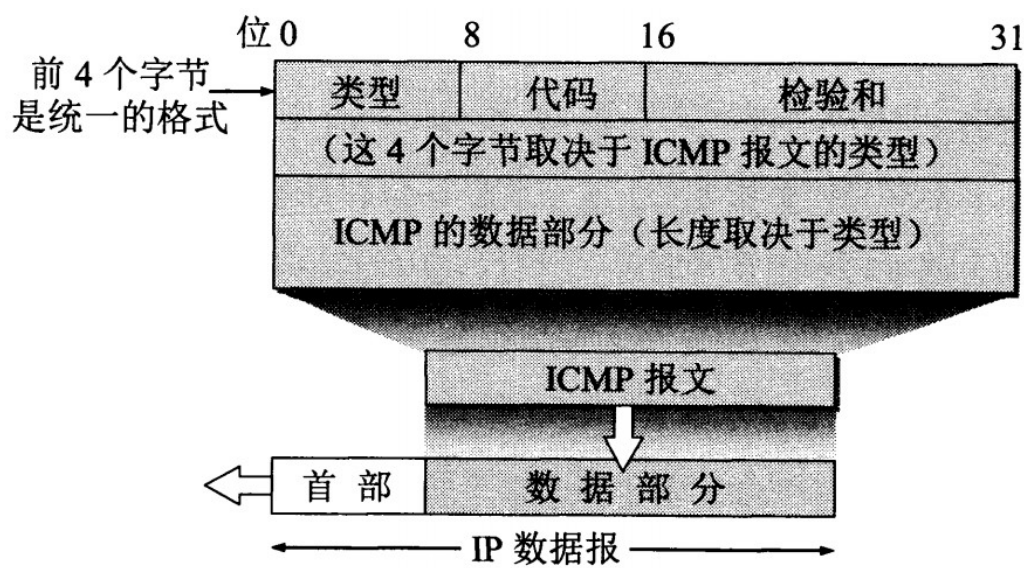 位 0 8 16 31
前 4 个字节
是统一的格式
类型 代码 检验和
（这 4 个字节取决于 ICMP 报文的类型）
ICMP 的数据部分（长度取决于类型）
ICMP 报文
首部 数据部分
IP 数据报